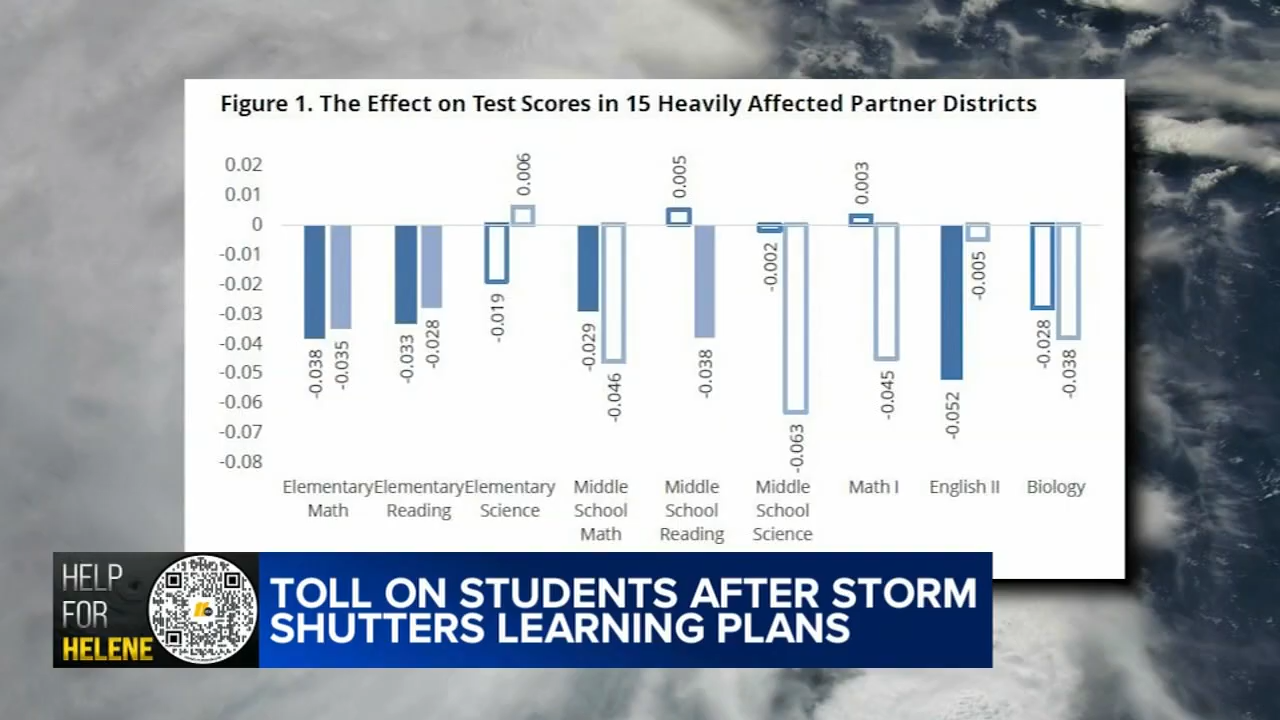 Figure 1. The Effect on Test Scores in 15 Heavily Affected Partner Districts
0.02
0.01
0
-0.01
-0.02
-0.03
-0.04
-0.05
-0.06
-0.07
-0.08
-0.038
-0.035
-0.033
-0.028
-0.019
0.006
-0.029
-0.046
0.005
-0.038
-0.002
-0.063
0.003
-0.045
-0.052
-0.005
-0.028
-0.038
Elementary Math
Elementary Reading
Elementary Science
Middle School Math
Middle School Reading
Middle School Science
Math I
English II
Biology
HELP
FOR
HELENE
TOLL ON STUDENTS AFTER STORM
SHUTTERS LEARNING PLANS